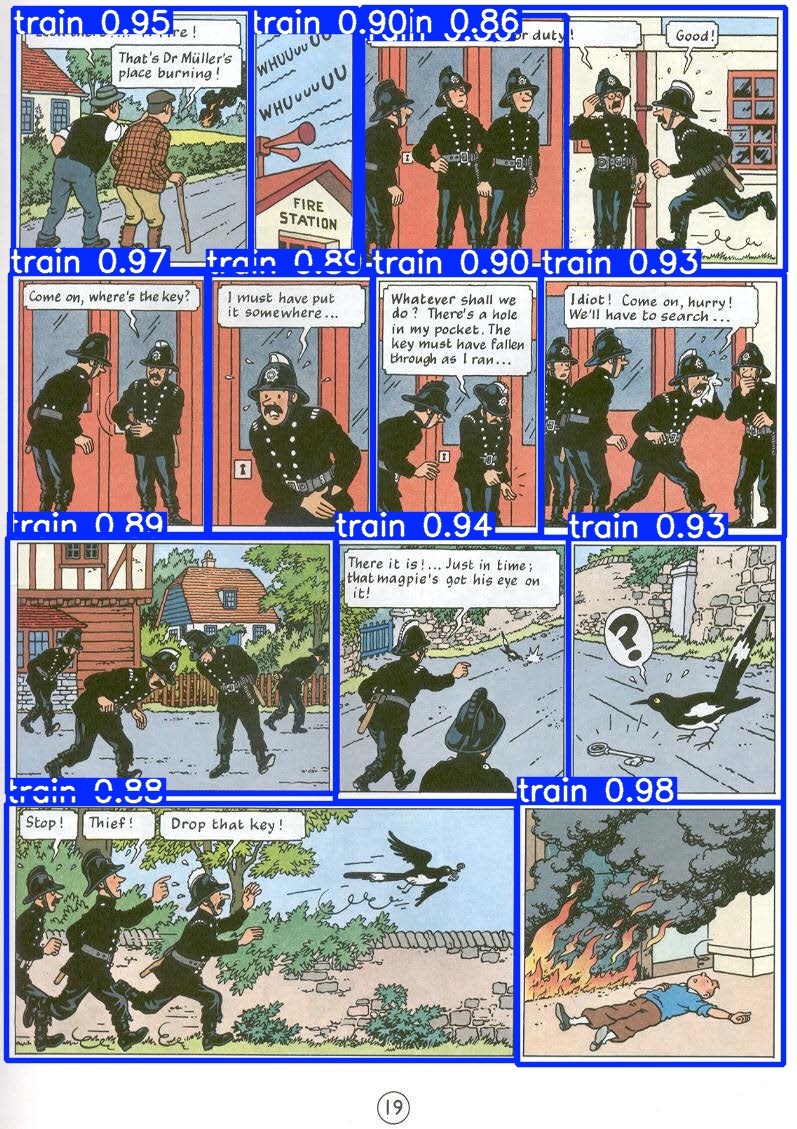 train 0.95
train 0.90
in 0.86
Fire!
That's Dr Müller's
place burning!
WHUUuuUU
WHUuuuUU
FIRE
STATION
for duty!
Good!
train 0.97
train 0.89
train 0.90
train 0.93
Come on, where's the key?
I must have put
it somewhere...
Whatever shall we
do? There's a hole
in my pocket. The
key must have fallen
through as I ran...
Idiot! Come on, hurry!
We'll have to search...
train 0.89
train 0.94
train 0.93
There it is!... Just in time;
that magpie's got his eye on
it!
?
train 0.88
train 0.98
Stop!
Thief!
Drop that key!
19